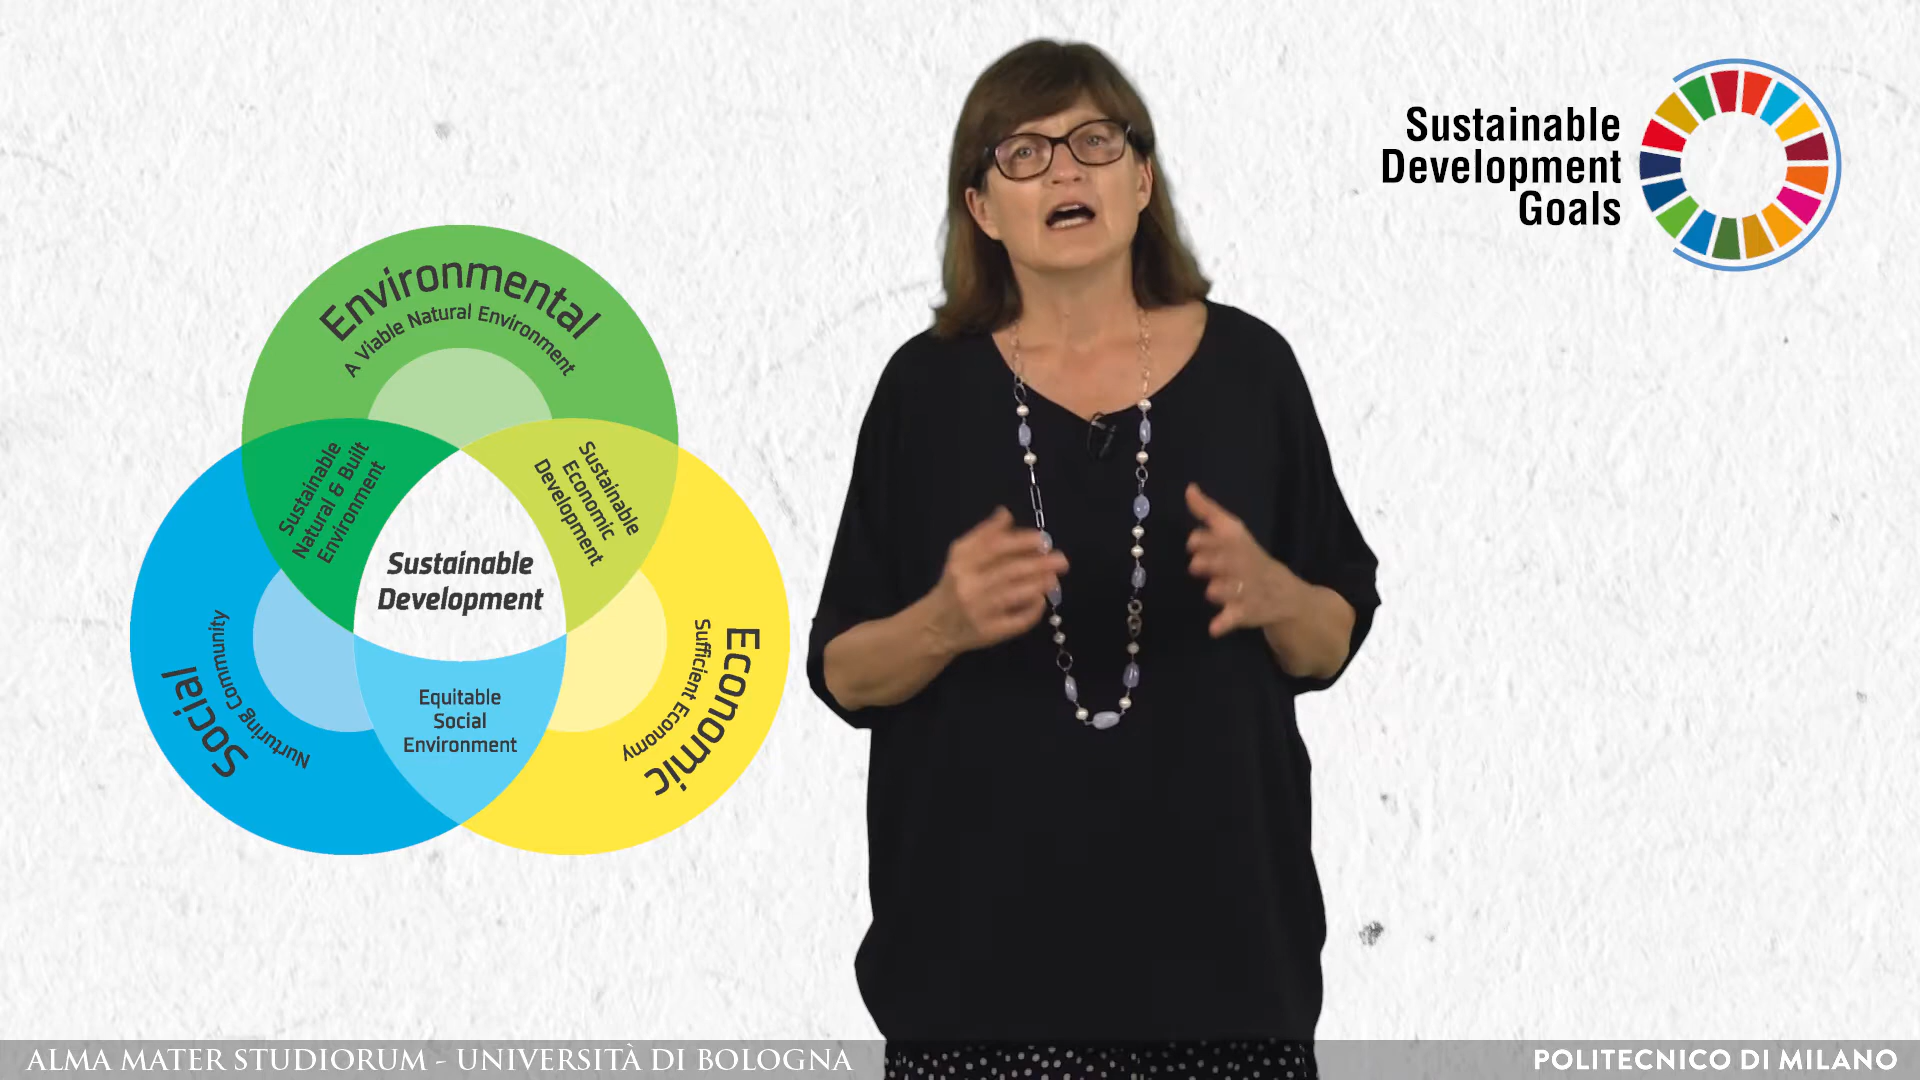 Sustainable
Development
Goals
Environmental
A Viable Natural Environment
Sustainable
Natural & Built
Environment
Sustainable
Economic
Development
Sustainable
Development
Social
Nurturing Community
Economic
Sufficient Economy
Equitable
Social
Environment
ALMA MATER STUDIORUM - UNIVERSITÀ DI BOLOGNA
POLITECNICO DI MILANO